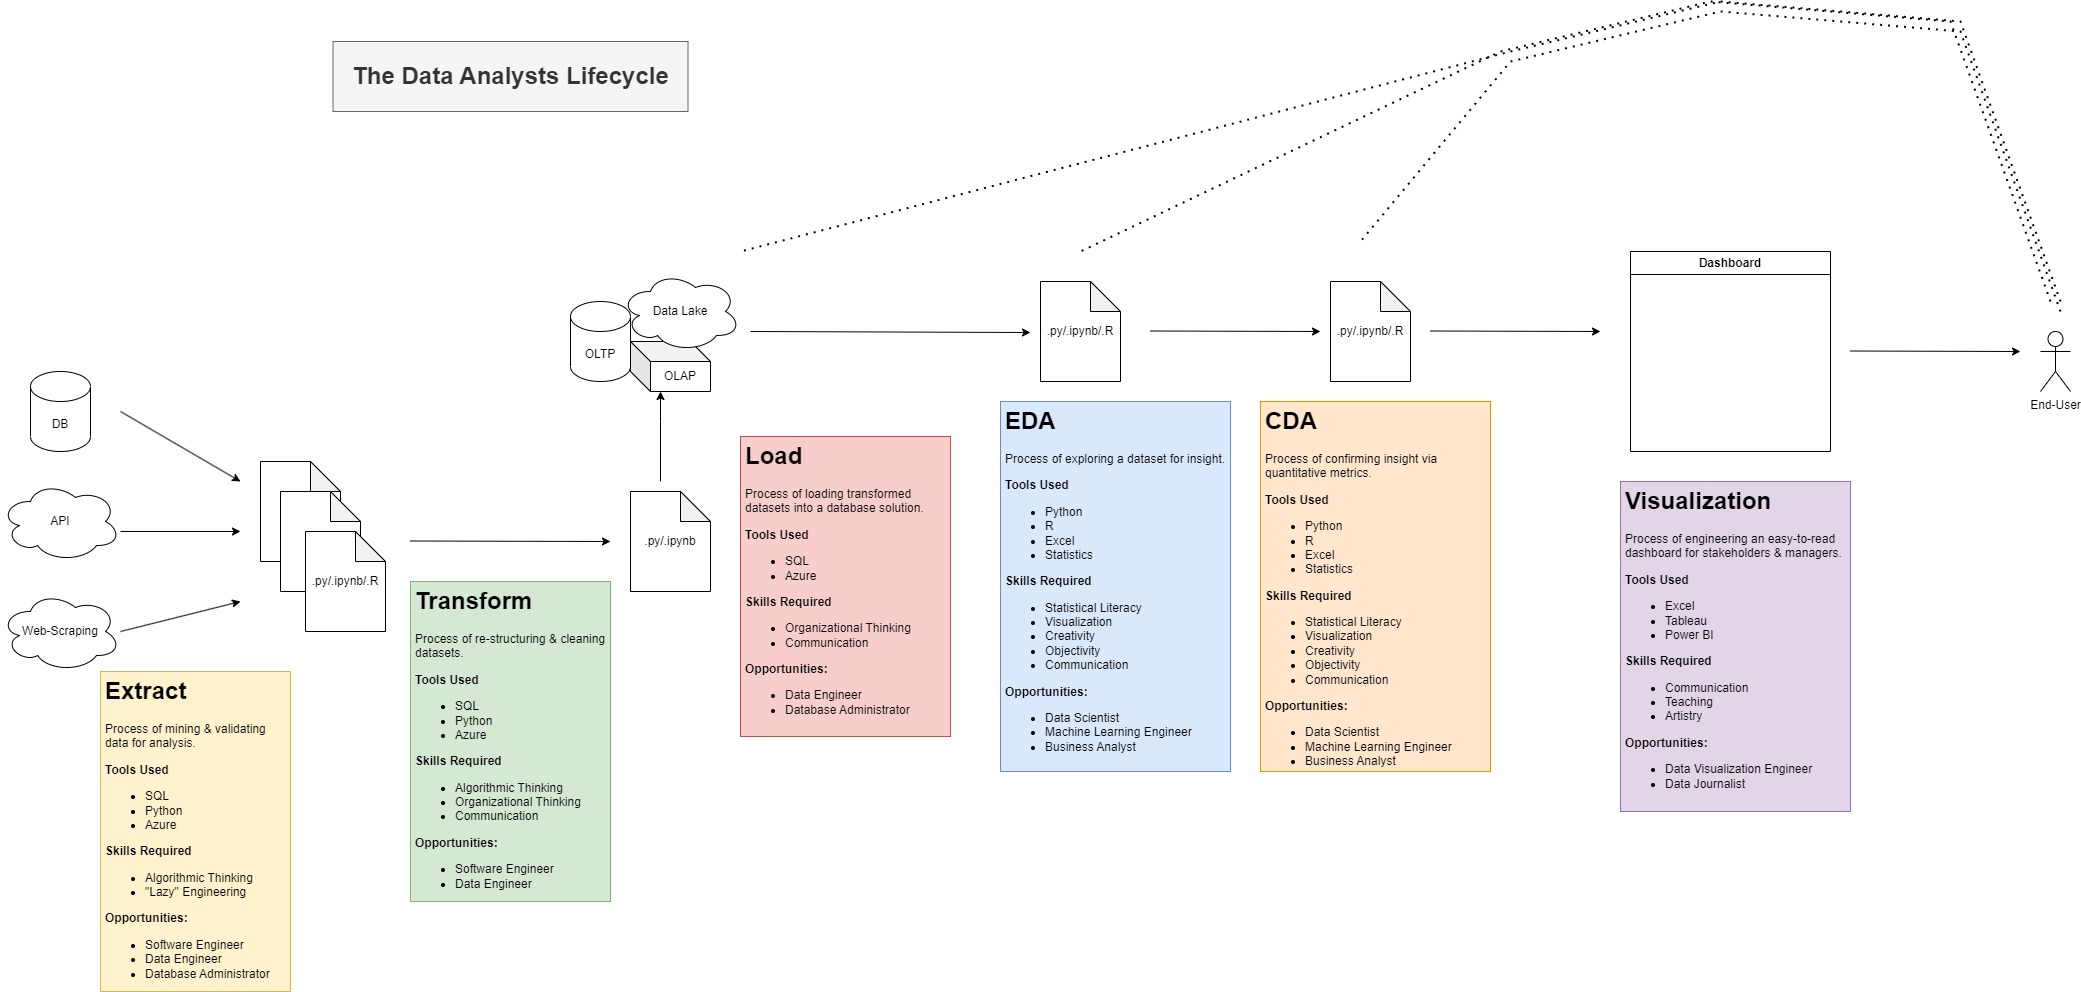 The Data Analysts Lifecycle
DB
API
Web-Scraping
.py/.ipynb/.R
Extract
Process of mining & validating
data for analysis.
Tools Used
SQL
Python
Azure
Skills Required
Algorithmic Thinking
"Lazy" Engineering
Opportunities:
Software Engineer
Data Engineer
Database Administrator
Transform
Process of re-structuring & cleaning
datasets.
Tools Used
SQL
Python
Azure
Skills Required
Algorithmic Thinking
Organizational Thinking
Communication
Opportunities:
Software Engineer
Data Engineer
.py/.ipynb
OLTP
Data Lake
OLAP
Load
Process of loading transformed
datasets into a database solution.
Tools Used
SQL
Azure
Skills Required
Organizational Thinking
Communication
Opportunities:
Data Engineer
Database Administrator
.py/.ipynb/.R
EDA
Process of exploring a dataset for insight.
Tools Used
Python
R
Excel
Statistics
Skills Required
Statistical Literacy
Visualization
Creativity
Objectivity
Communication
Opportunities:
Data Scientist
Machine Learning Engineer
Business Analyst
.py/.ipynb/.R
CDA
Process of confirming insight via
quantitative metrics.
Tools Used
Python
R
Excel
Statistics
Skills Required
Statistical Literacy
Visualization
Creativity
Objectivity
Communication
Opportunities:
Data Scientist
Machine Learning Engineer
Business Analyst
Dashboard
Visualization
Process of engineering an easy-to-read
dashboard for stakeholders & managers.
Tools Used
Excel
Tableau
Power BI
Skills Required
Communication
Teaching
Artistry
Opportunities:
Data Visualization Engineer
Data Journalist
End-User